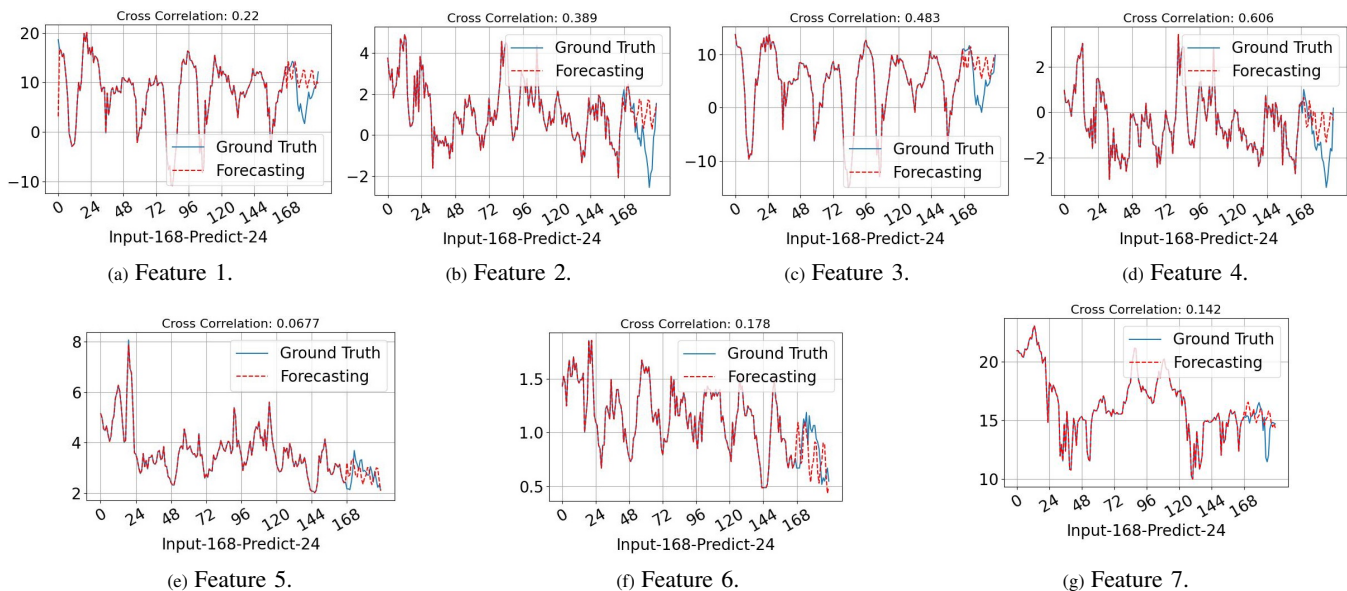 Cross Correlation: 0.22
20
10
0
−10
Ground Truth
Forecasting
0
24
48
72
96
120
144
168
Input-168-Predict-24
(a) Feature 1.
Cross Correlation: 0.389
4
2
0
−2
Ground Truth
Forecasting
0
24
48
72
96
120
144
168
Input-168-Predict-24
(b) Feature 2.
Cross Correlation: 0.483
10
0
−10
Ground Truth
Forecasting
0
24
48
72
96
120
144
168
Input-168-Predict-24
(c) Feature 3.
Cross Correlation: 0.606
2
0
−2
Ground Truth
Forecasting
0
24
48
72
96
120
144
168
Input-168-Predict-24
(d) Feature 4.
Cross Correlation: 0.0677
8
6
4
2
Ground Truth
Forecasting
0
24
48
72
96
120
144
168
Input-168-Predict-24
(e) Feature 5.
Cross Correlation: 0.178
1.5
1.0
0.5
Ground Truth
Forecasting
0
24
48
72
96
120
144
168
Input-168-Predict-24
(f) Feature 6.
Cross Correlation: 0.142
20
15
10
Ground Truth
Forecasting
0
24
48
72
96
120
144
168
Input-168-Predict-24
(g) Feature 7.